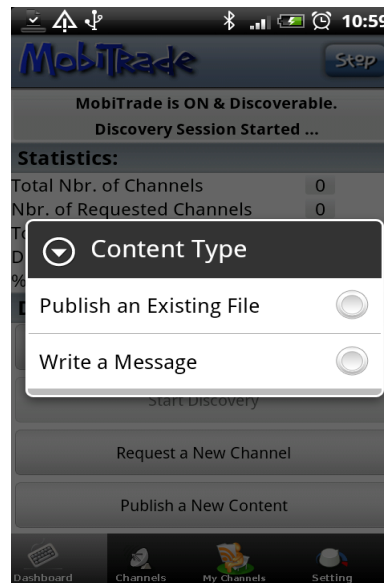 10:59
MobiTrade
Stop
MobiTrade is ON & Discoverable.
Discovery Session Started ...
Statistics:
Total Nbr. of Channels 0
Nbr. of Requested Channels 0
Content Type
Publish an Existing File
Write a Message
Start Discovery
Request a New Channel
Publish a New Content
Dashboard Channels My Channels Setting